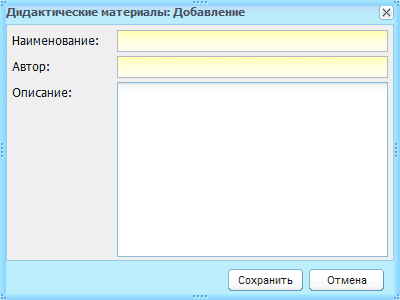 Дидактические материалы: Добавление
Наименование:
Автор:
Описание:
Сохранить Отмена